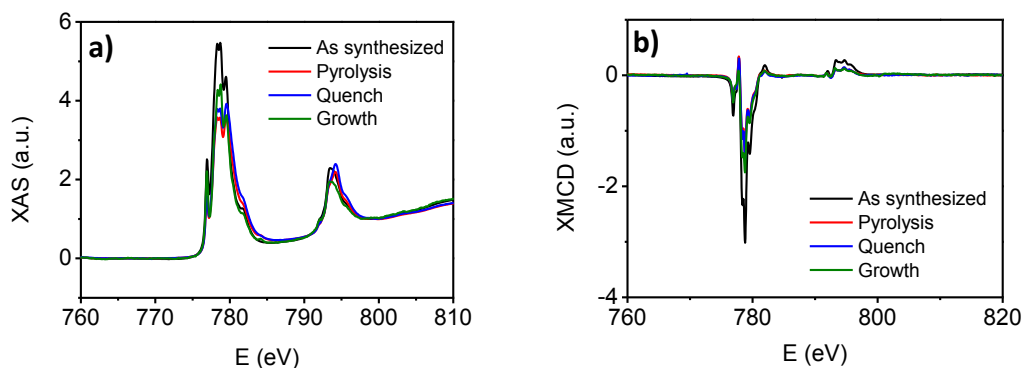 a)
As synthesized
Pyrolysis
Quench
Growth
XAS (a.u.)
6
4
2
0
760 770 780 790 800 810
E (eV)
b)
As synthesized
Pyrolysis
Quench
Growth
XMCD (a.u.)
0
-2
-4
760 780 800 820
E (eV)